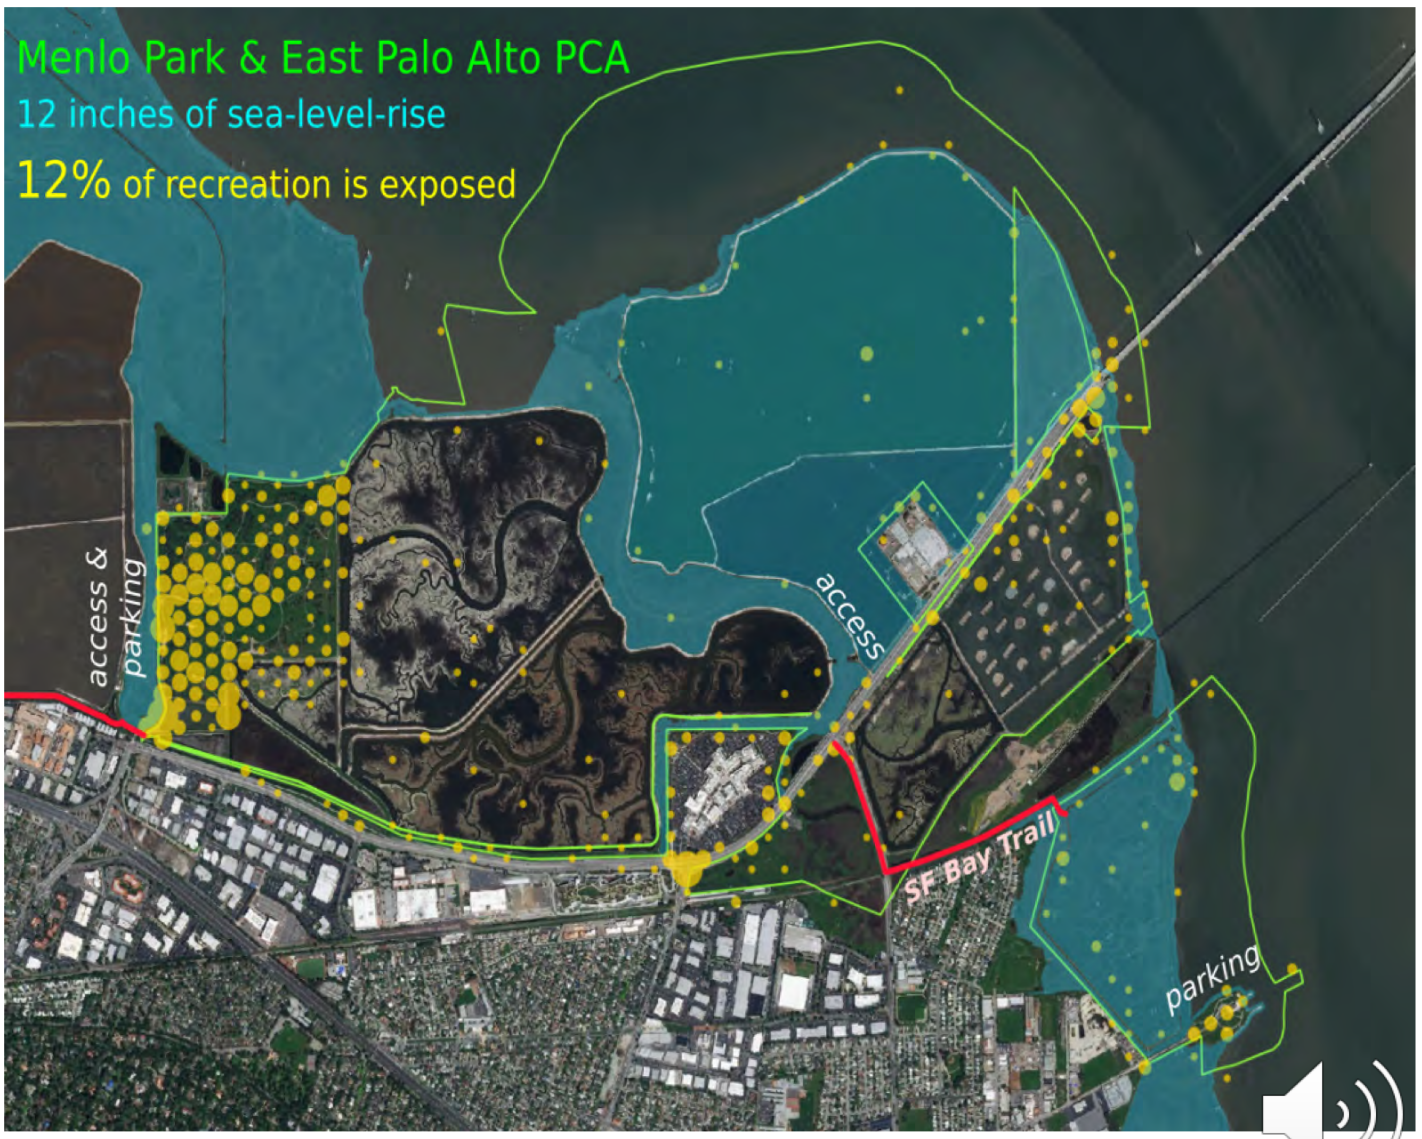 Menlo Park & East Palo Alto PCA
12 inches of sea-level-rise
12% of recreation is exposed
access &
parking
access
SF Bay Trail
parking